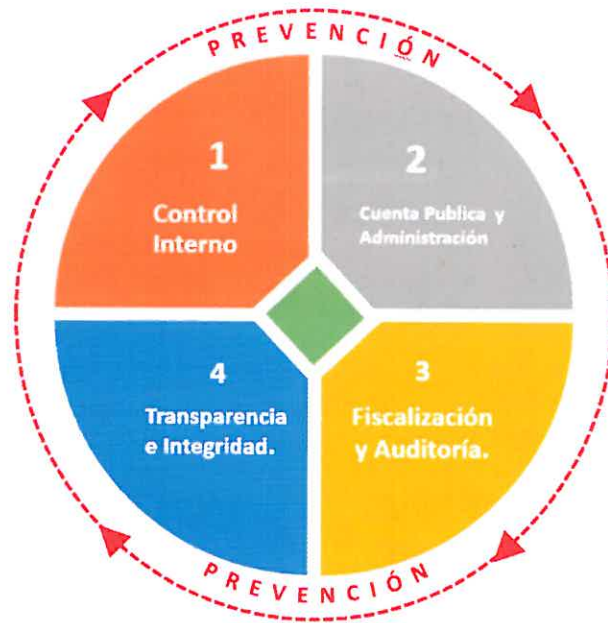 PREVENCIÓN
1
Control
Interno
2
Cuenta Publica y
Administración
4
Transparencia
e Integridad.
3
Fiscalización
y Auditoría.
PREVENCIÓN